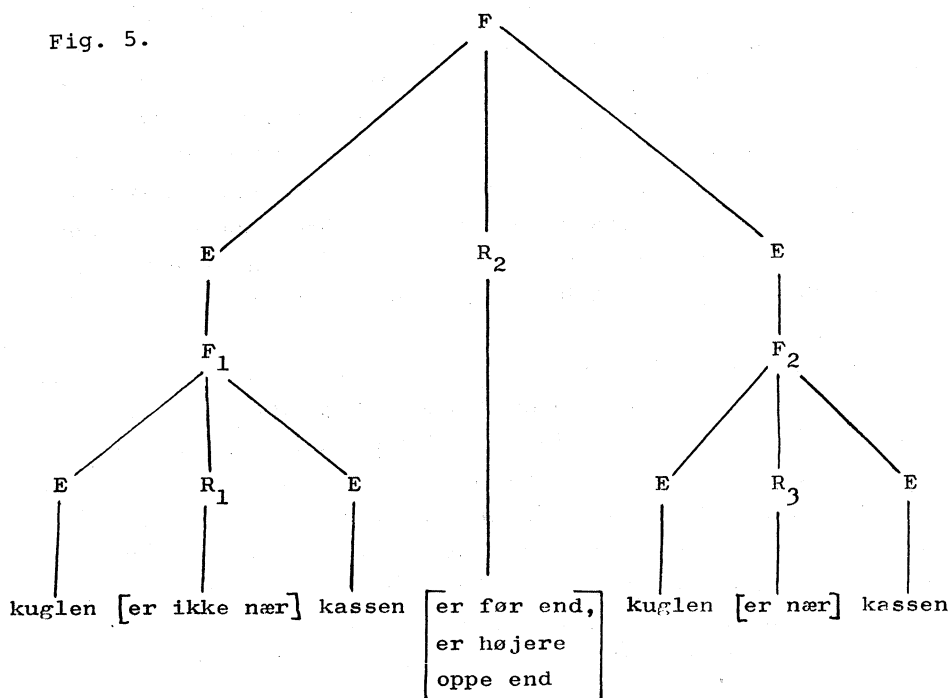 Fig. 5.
F
E R2 E
F1 F2
E R1 E E R3 E
kuglen [er ikke nær] kassen [er før end, kuglen [er nær] kassen
er højere
oppe end]